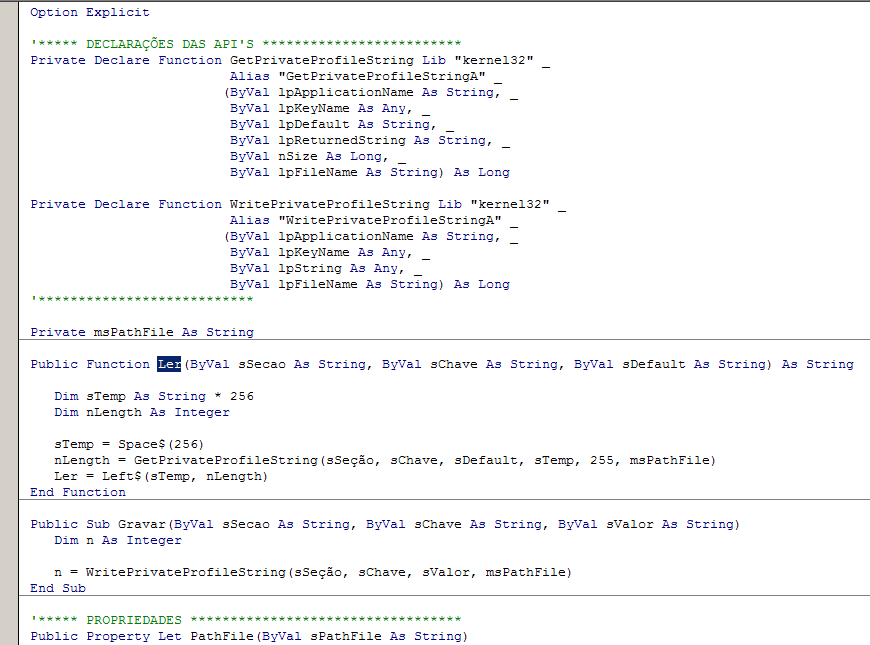 Option Explicit
'***** DECLARAÇÕES DAS API'S *************************
Private Declare Function GetPrivateProfileString Lib "kernel32" _
Alias "GetPrivateProfileStringA" _
(ByVal lpApplicationName As String, _
ByVal lpKeyName As Any, _
ByVal lpDefault As String, _
ByVal lpReturnedString As String, _
ByVal nSize As Long, _
ByVal lpFileName As String) As Long
Private Declare Function WritePrivateProfileString Lib "kernel32" _
Alias "WritePrivateProfileStringA" _
(ByVal lpApplicationName As String, _
ByVal lpKeyName As Any, _
ByVal lpString As Any, _
ByVal lpFileName As String) As Long
'***************************
Private msPathFile As String
Public Function Ler(ByVal sSecao As String, ByVal sChave As String, ByVal sDefault As String) As String
Dim sTemp As String * 256
Dim nLength As Integer
sTemp = Space$(256)
nLength = GetPrivateProfileString(sSeção, sChave, sDefault, sTemp, 255, msPathFile)
Ler = Left$(sTemp, nLength)
End Function
Public Sub Gravar(ByVal sSecao As String, ByVal sChave As String, ByVal sValor As String)
Dim n As Integer
n = WritePrivateProfileString(sSeção, sChave, sValor, msPathFile)
End Sub
'***** PROPRIEDADES **********************************
Public Property Let PathFile(ByVal sPathFile As String)